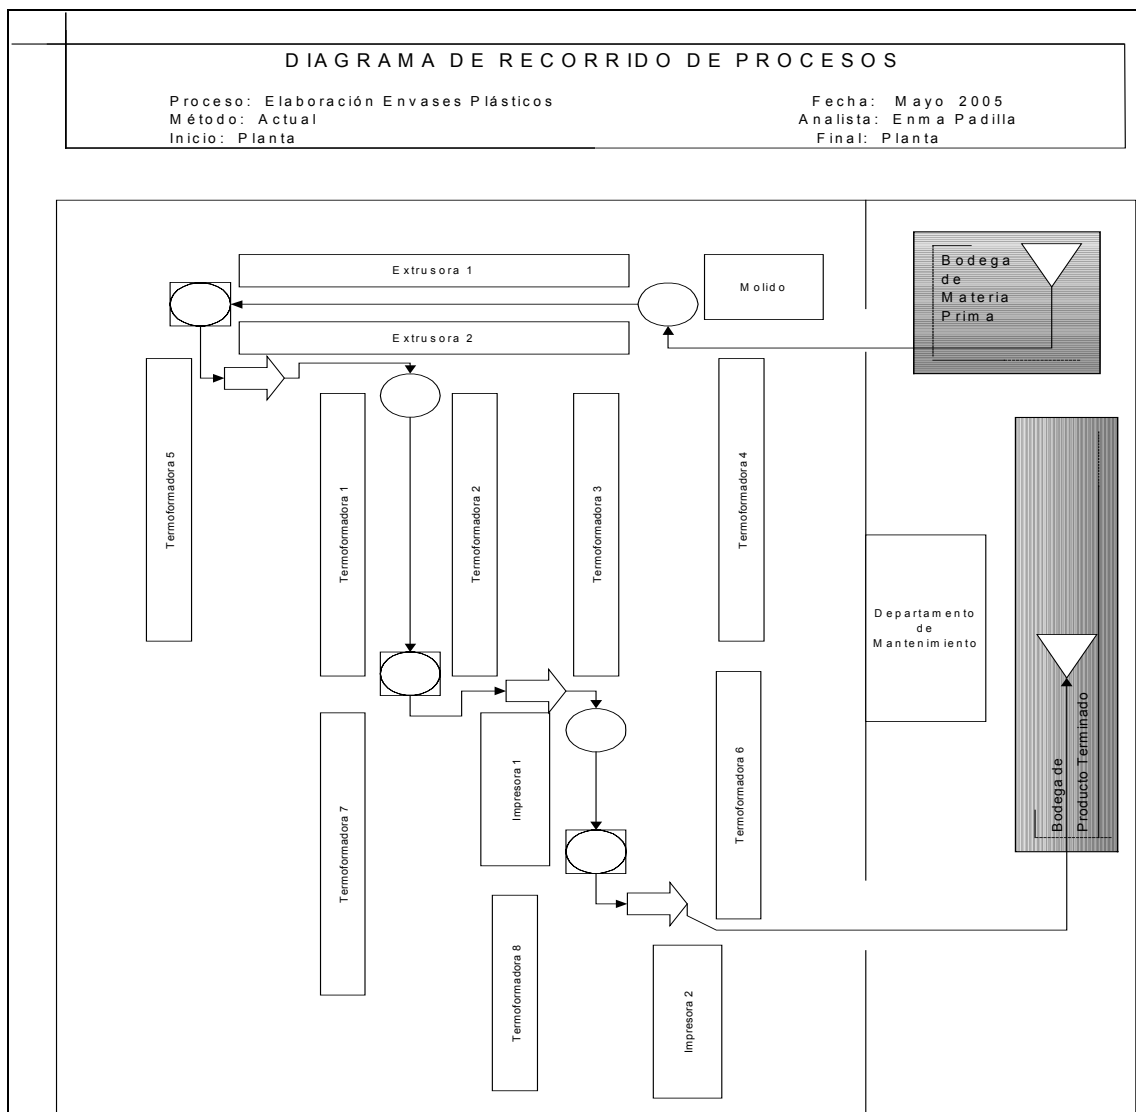 DIAGRAMA DE RECORRIDO DE PROCESOS
Proceso: Elaboración Envases Plásticos
Método: Actual
Inicio: Planta
Fecha: Mayo 2005
Analista: Enma Padilla
Final: Planta
Extrusora 1
Molido
Bodega
de
Materia
Prima
Extrusora 2
Termoformadora 5
Termoformadora 1
Termoformadora 2
Termoformadora 3
Termoformadora 4
Departamento
de
Mantenimiento
Bodega de
Producto Terminado
Termoformadora 7
Impresora 1
Termoformadora 6
Termoformadora 8
Impresora 2